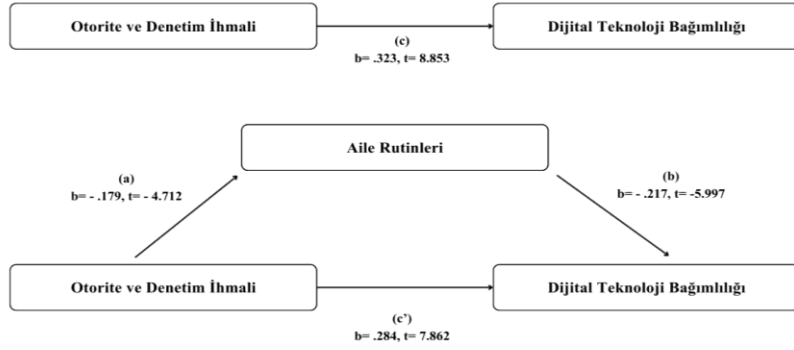 Otorite ve Denetim İhmali
(c)
b= .323, t= 8.853
Dijital Teknoloji Bağımlılığı
Aile Rutinleri
(a)
b= - .179, t= - 4.712
(b)
b= - .217, t= -5.997
Otorite ve Denetim İhmali
Dijital Teknoloji Bağımlılığı
(c’)
b= .284, t= 7.862